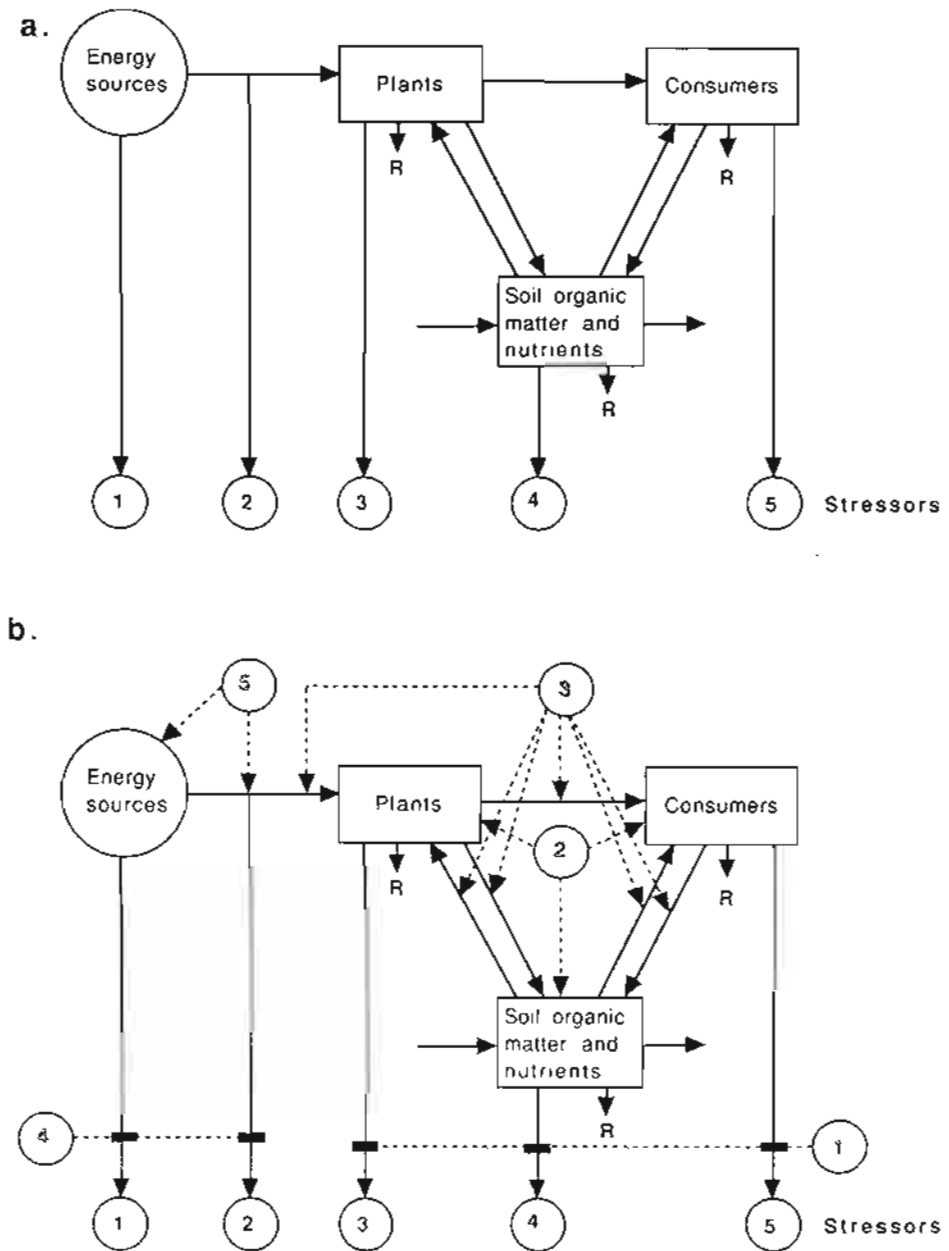 a.
Energy
sources
Plants
Consumers
R
R
Soil organic
matter and
nutrients
R
1
2
3
4
5
Stressors
b.
5
3
Energy
sources
Plants
Consumers
2
R
R
Soil organic
matter and
nutrients
R
4
1
1
2
3
4
5
Stressors